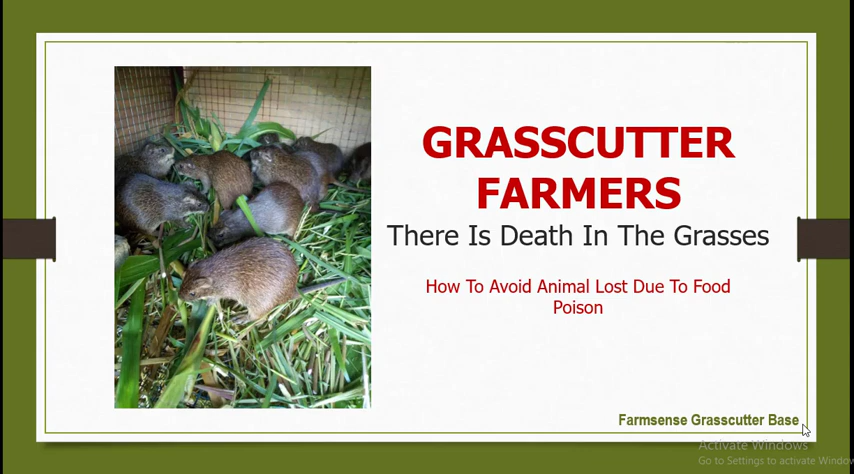 GRASSCUTTER
FARMERS
There Is Death In The Grasses
How To Avoid Animal Lost Due To Food
Poison
Farmsense Grasscutter Base
Activate Windows
Go to Settings to activate Window